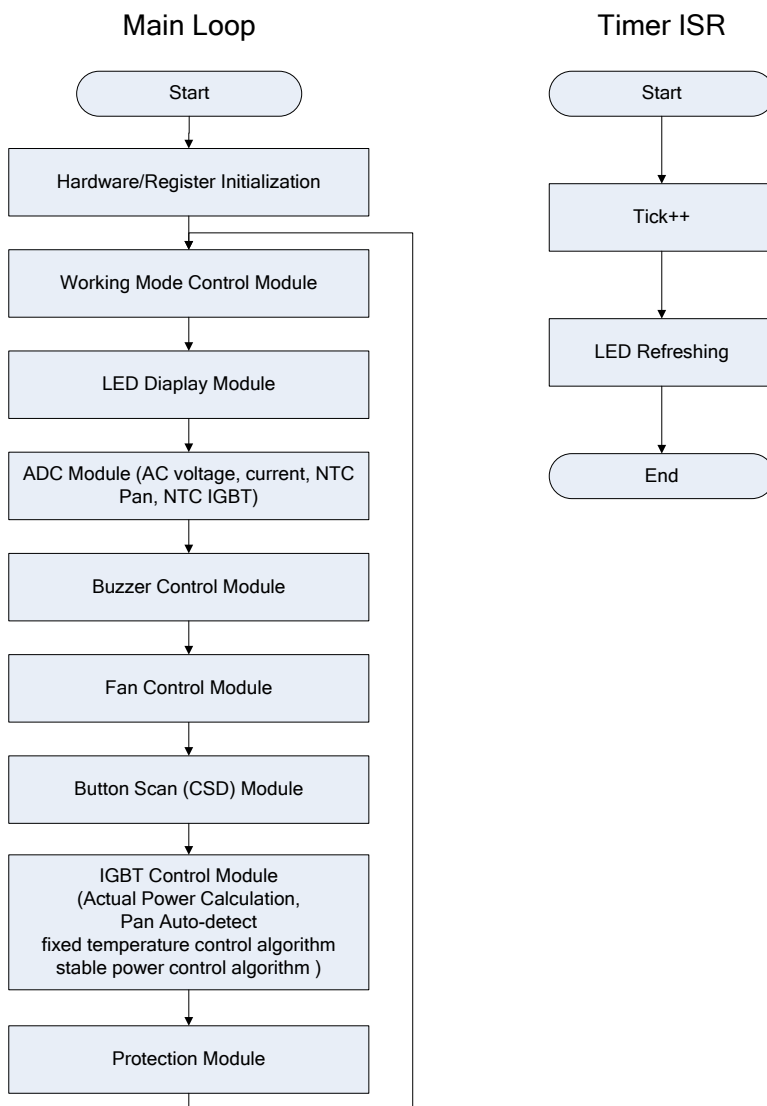 Main Loop
Start
Hardware/Register Initialization
Working Mode Control Module
LED Diaplay Module
ADC Module (AC voltage, current, NTC
Pan, NTC IGBT)
Buzzer Control Module
Fan Control Module
Button Scan (CSD) Module
IGBT Control Module
(Actual Power Calculation,
Pan Auto-detect
fixed temperature control algorithm
stable power control algorithm )
Protection Module
Timer ISR
Start
Tick++
LED Refreshing
End